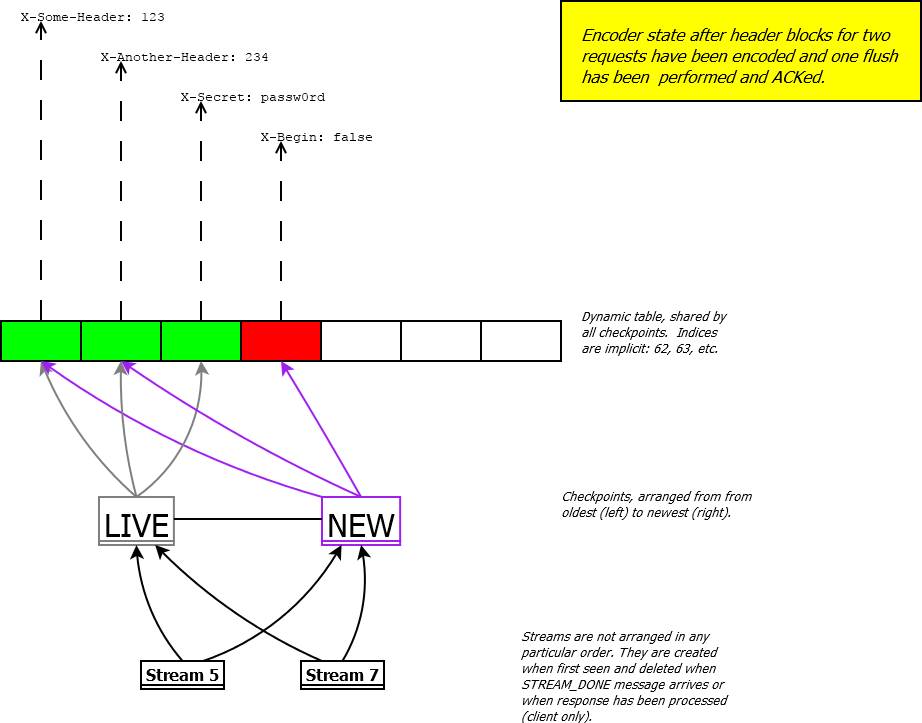 X-Some-Header: 123
X-Another-Header: 234
X-Secret: passw0rd
X-Begin: false
Encoder state after header blocks for two
requests have been encoded and one flush
has been performed and ACKed.
Dynamic table, shared by
all checkpoints. Indices
are implicit: 62, 63, etc.
Checkpoints, arranged from from
oldest (left) to newest (right).
LIVE
NEW
Streams are not arranged in any
particular order. They are created
when first seen and deleted when
STREAM_DONE message arrives or
when response has been processed
(client only).
Stream 5
Stream 7